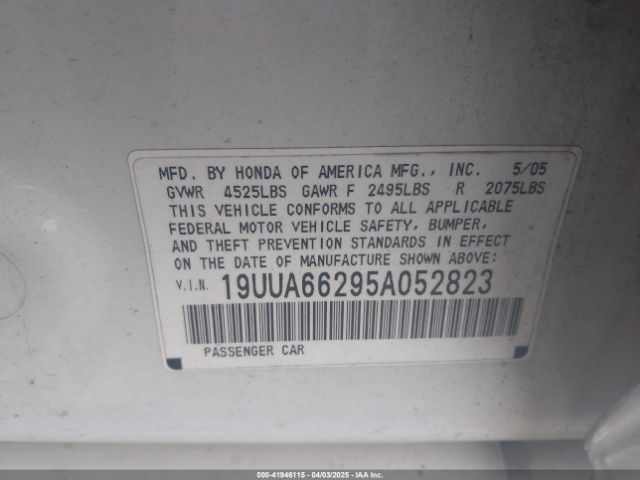 MFD. BY HONDA OF AMERICA MFG., INC. 5/05
GVWR 4525LBS GAWR F 2495LBS R 2075LBS
THIS VEHICLE CONFORMS TO ALL APPLICABLE
FEDERAL MOTOR VEHICLE SAFETY, BUMPER,
AND THEFT PREVENTION STANDARDS IN EFFECT
ON THE DATE OF MANUFACTURE SHOWN ABOVE:
V.I.N. 19UUA66295A052823
PASSENGER CAR
000-41946115 - 04/03/2025 - IAAI.COM